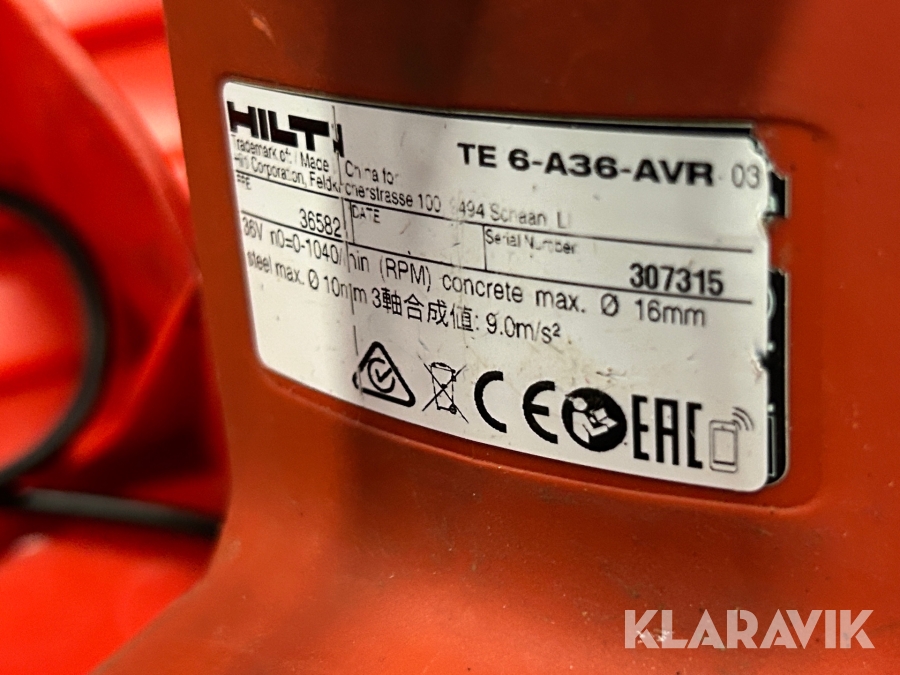 HILTI
TE 6-A36-AVR 03
Trademark of / Made China for
Hilti Corporation, Feldkircherstrasse 100 9494 Schaan LI
36582 DATE Serial Number 307315
36V n0=0-1040/min (RPM) concrete max. Ø 16mm
steel max. Ø 10mm 3軸合成値: 9.0m/s²
CE EAC
KLARAVIK